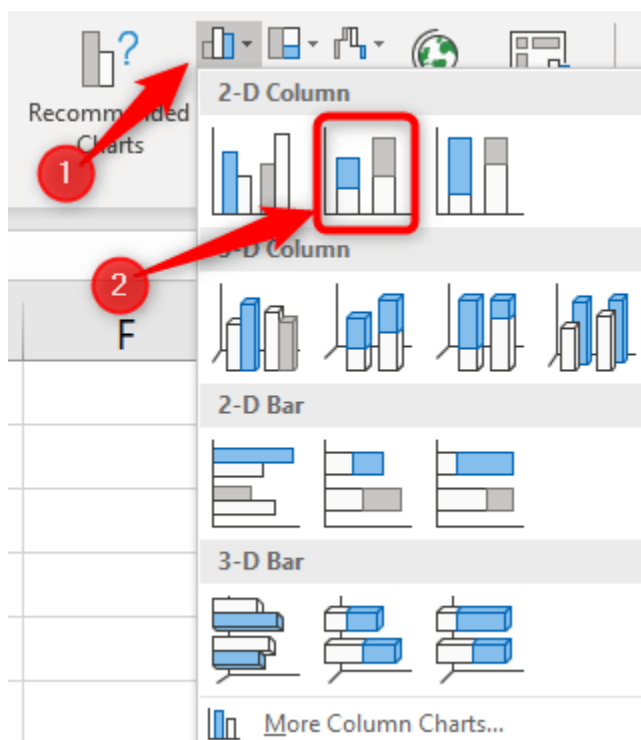 Recommended
Charts
1
2-D Column
2
3-D Column
F
2-D Bar
3-D Bar
More Column Charts...